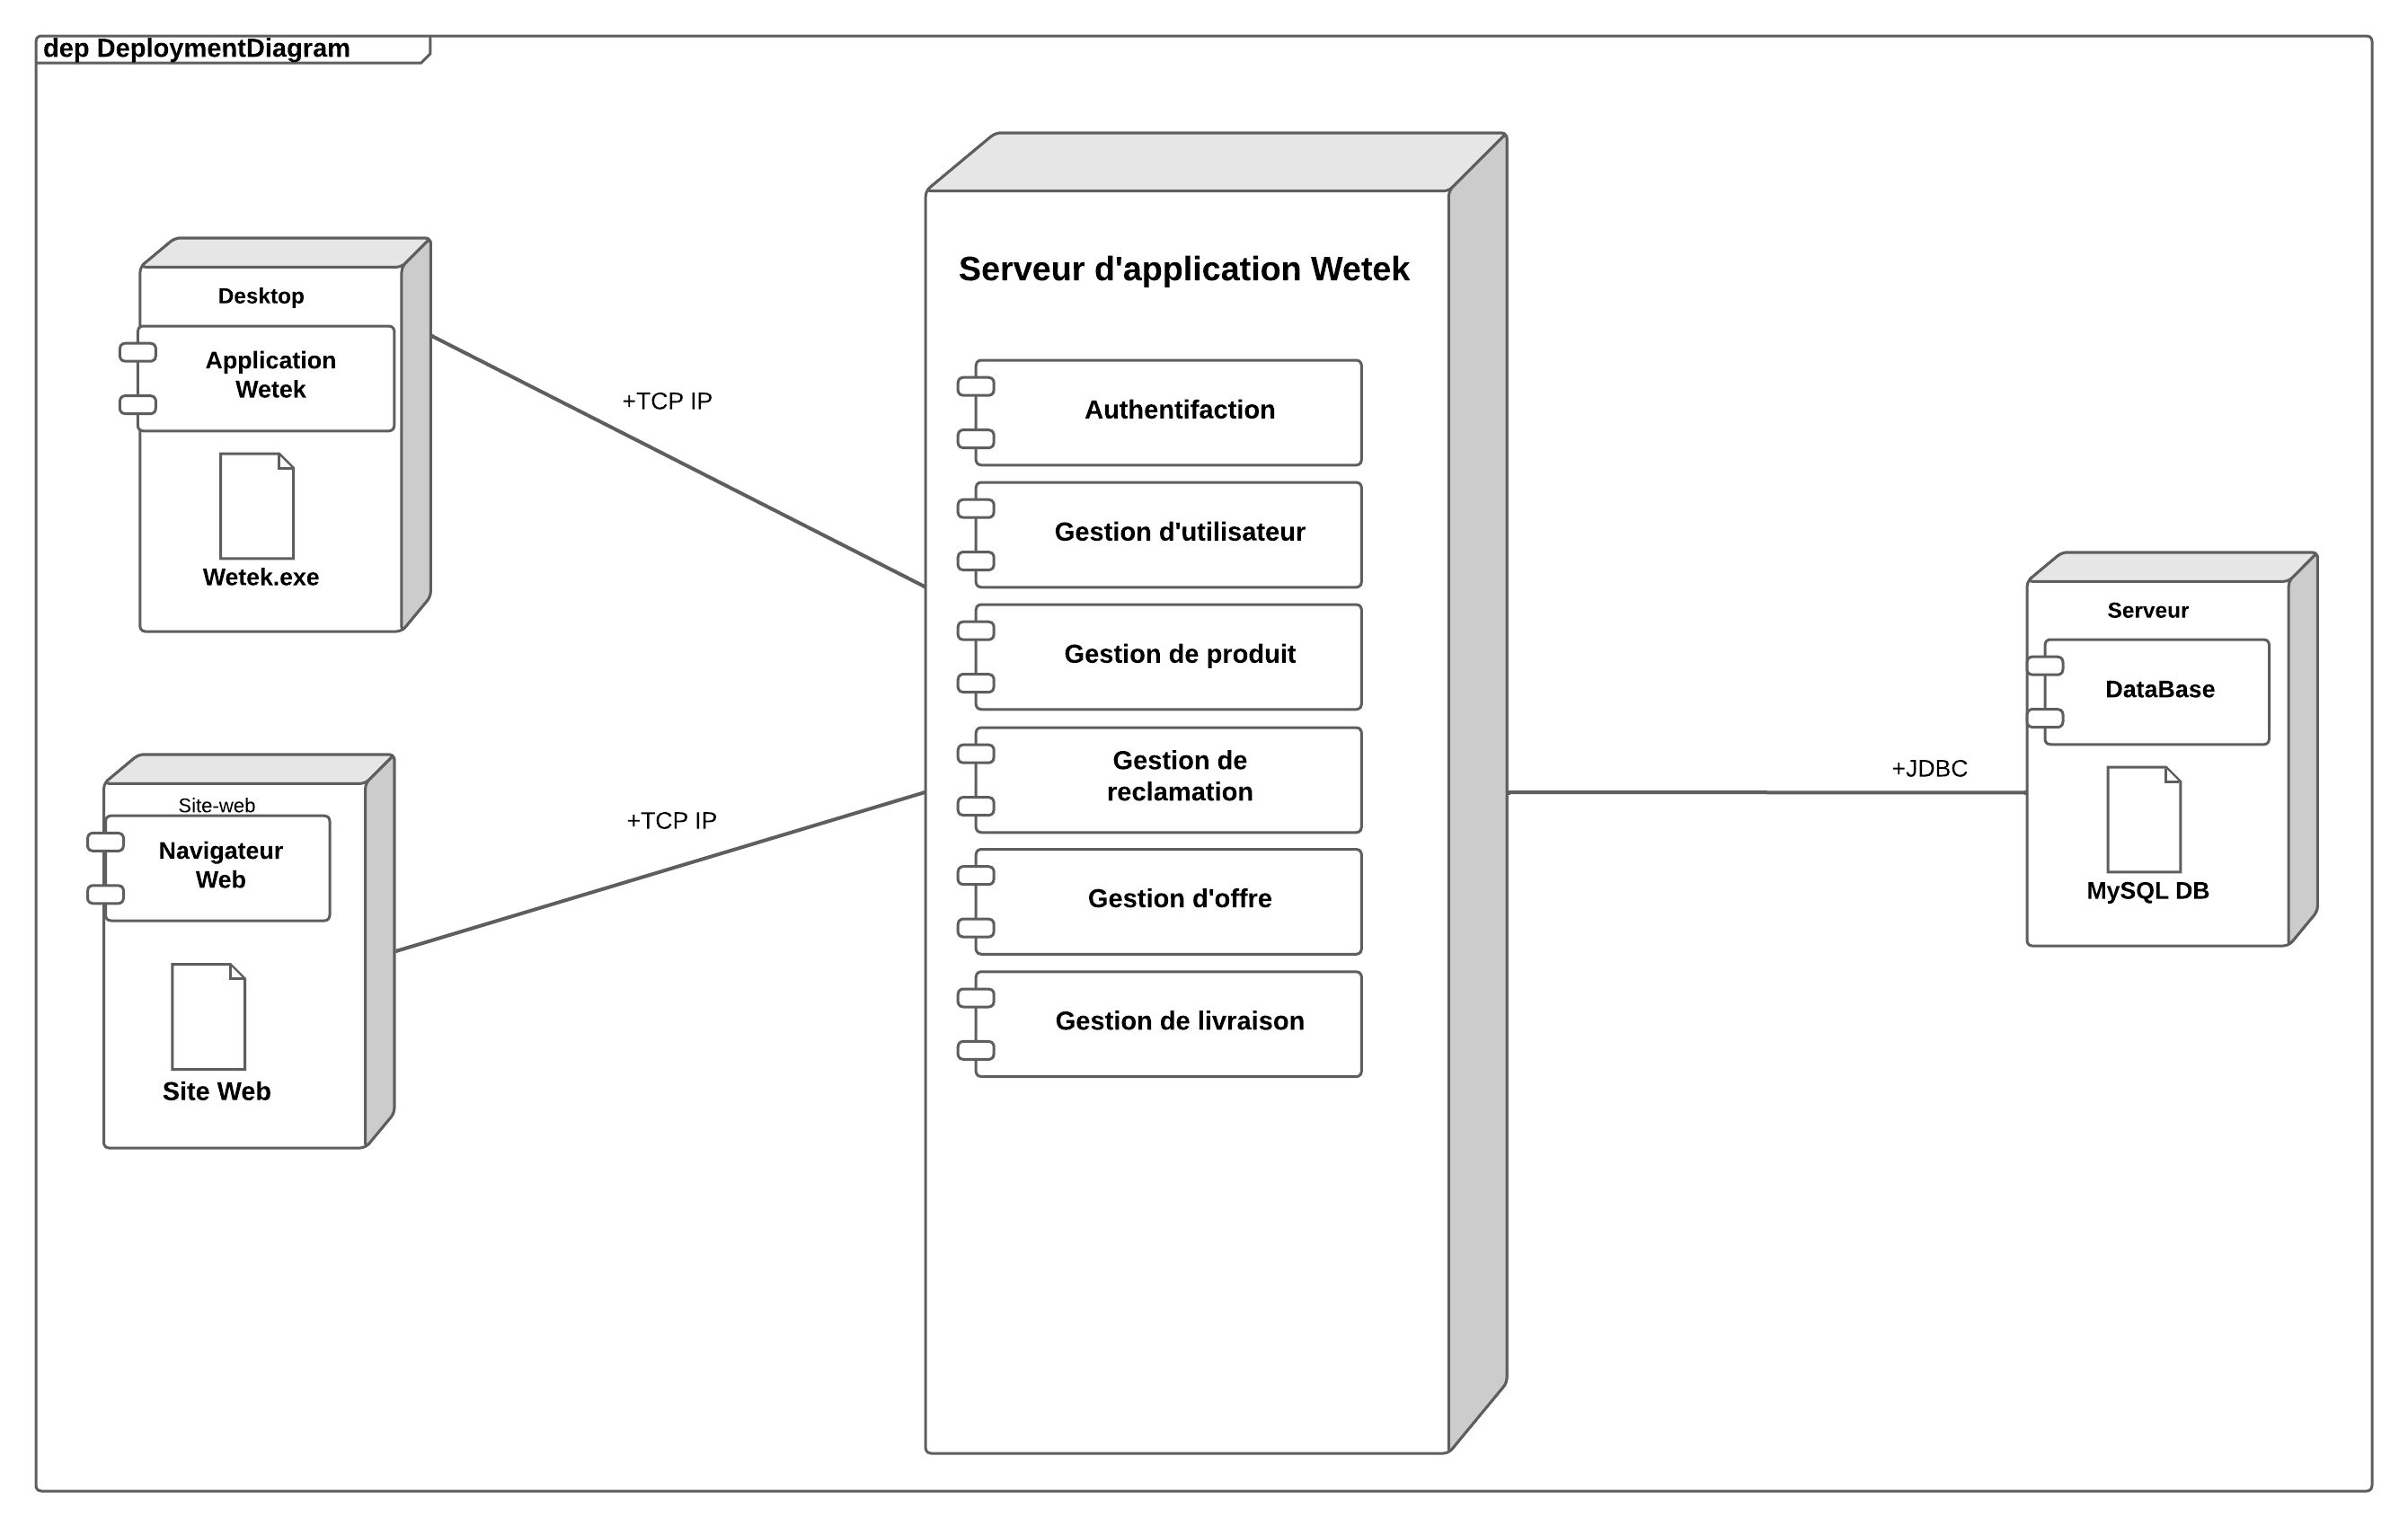 dep DeploymentDiagram
Desktop
Application
Wetek
Wetek.exe
+TCP IP
Site-web
Navigateur
Web
Site Web
+TCP IP
Serveur d'application Wetek
Authentifaction
Gestion d'utilisateur
Gestion de produit
Gestion de
reclamation
Gestion d'offre
Gestion de livraison
+JDBC
Serveur
DataBase
MySQL DB